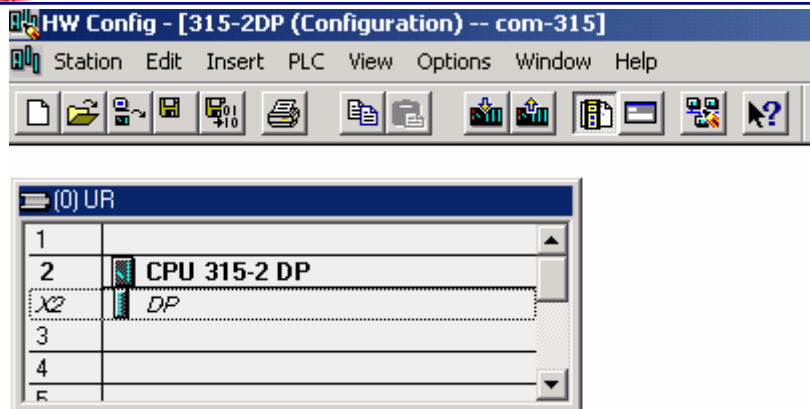 HW Config - [315-2DP (Configuration) -- com-315]
Station Edit Insert PLC View Options Window Help
(0) UR
1
2 CPU 315-2 DP
X2 DP
3
4
5